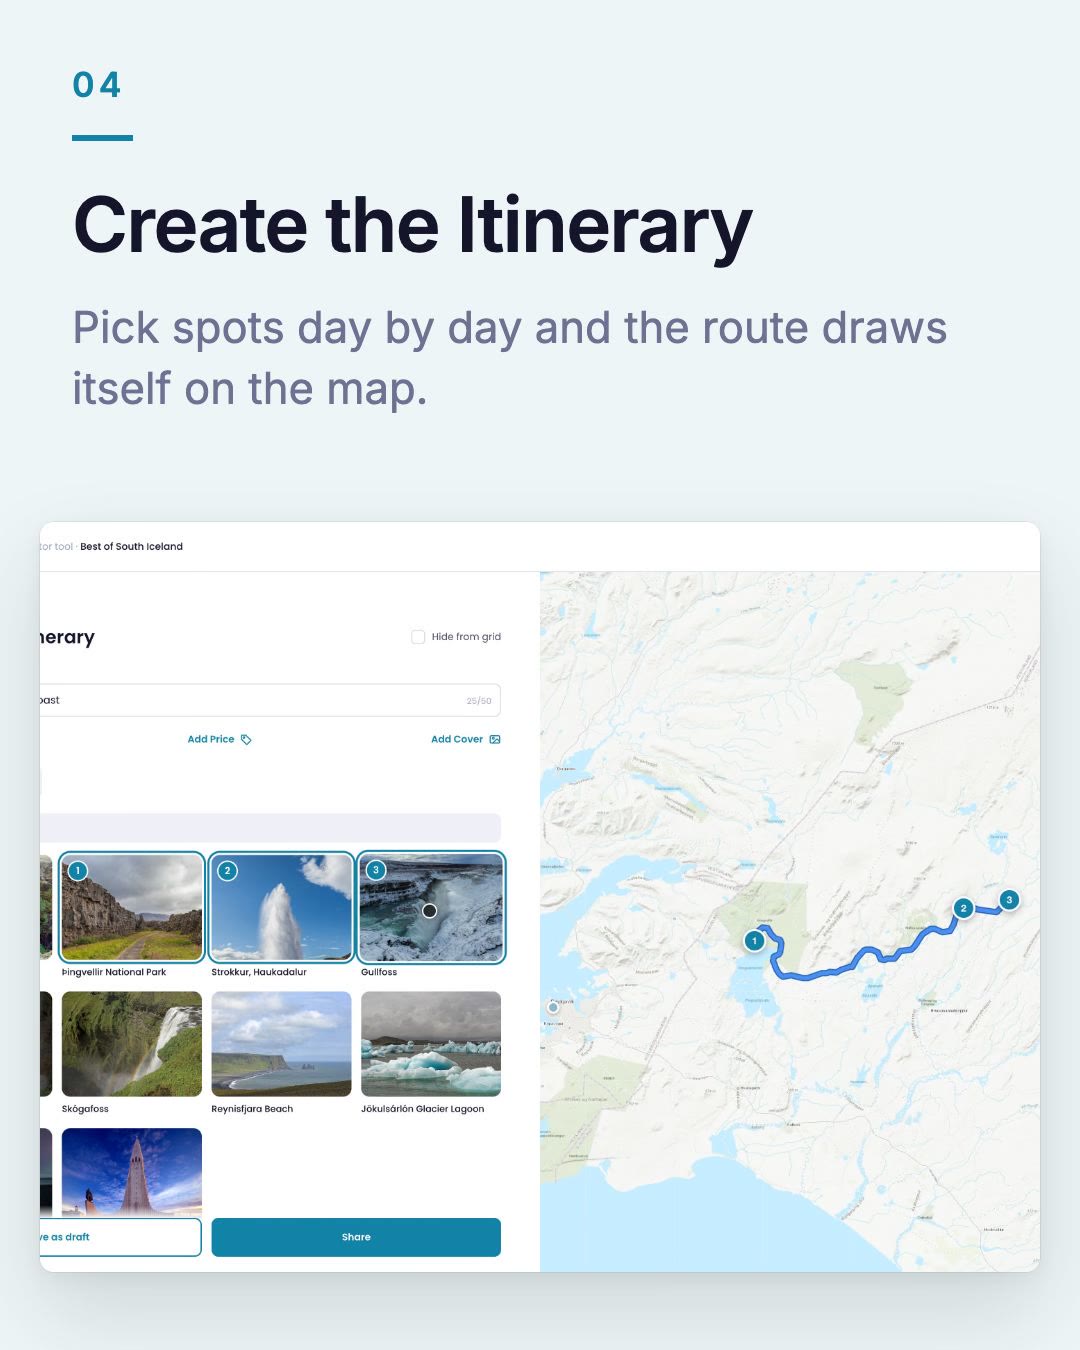 04
Create the Itinerary
Pick spots day by day and the route draws
itself on the map.
tor tool · Best of South Iceland
nerary
Hide from grid
oast
25/50
Add Price
Add Cover
1
2
3
Þingvellir National Park
Strokkur, Haukadalur
Gullfoss
Skógafoss
Reynisfjara Beach
Jökulsárlón Glacier Lagoon
ve as draft
Share
1
2
3